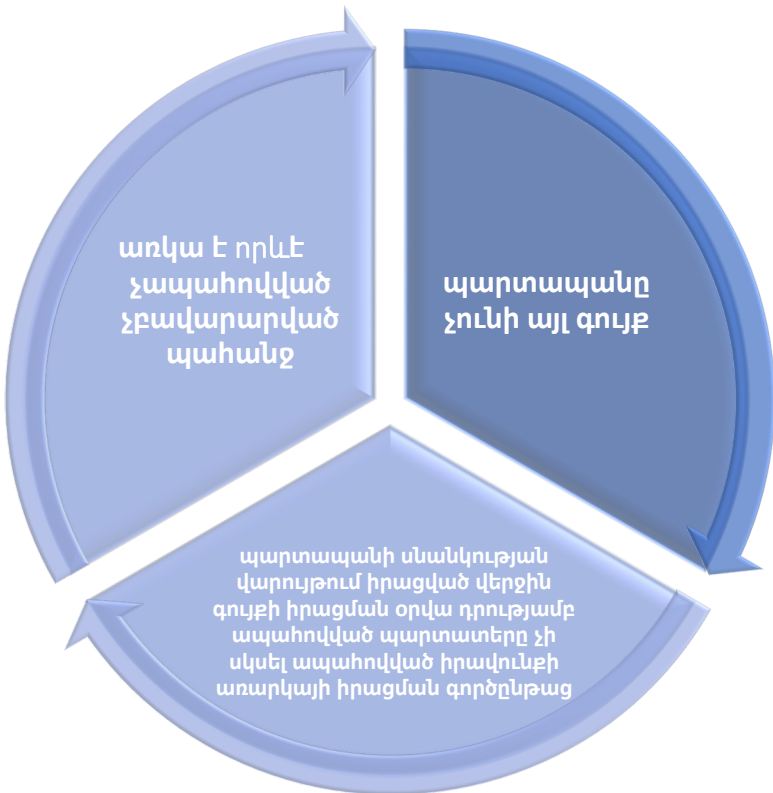 առկա է որևէ
չապահովված
չբավարարված
պահանջ
պարտապանը
չունի այլ գույք
պարտապանի սնանկության
վարույթում իրացված վերջին
գույքի իրացման օրվա դրությամբ
ապահովված պարտատերը չի
սկսել ապահովված իրավունքի
առարկայի իրացման գործընթաց